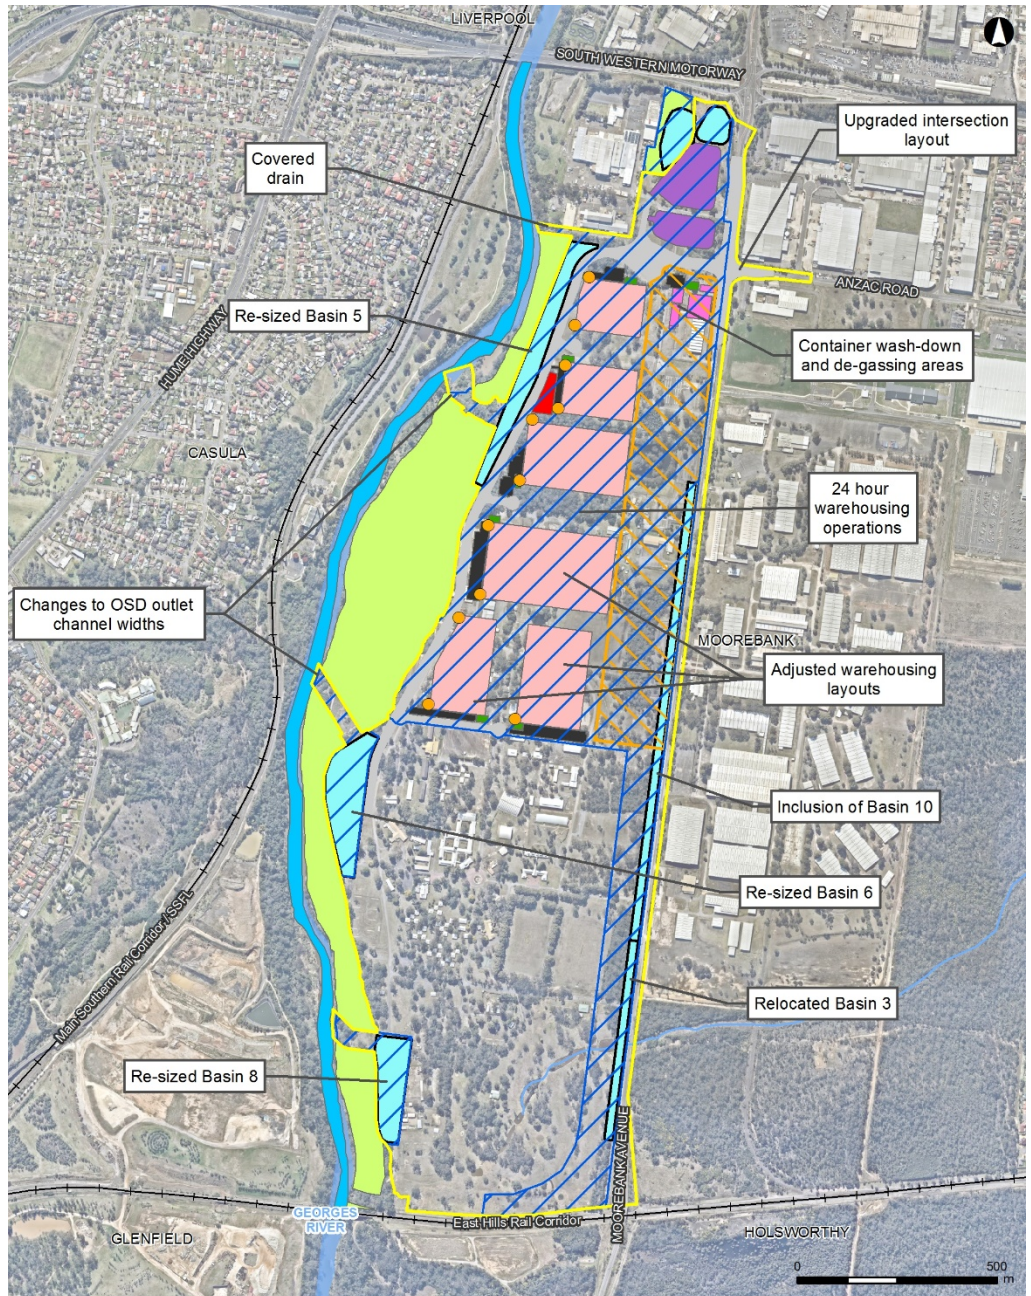 LIVERPOOL
SOUTH WESTERN MOTORWAY
Upgraded intersection
layout
Covered
drain
ANZAC ROAD
Re-sized Basin 5
HUME HIGHWAY
Container wash-down
and de-gassing areas
CASULA
24 hour
warehousing
operations
Changes to OSD outlet
channel widths
MOOREBANK
Adjusted warehousing
layouts
Inclusion of Basin 10
Re-sized Basin 6
Main Southern Rail Corridor / SSFL
Relocated Basin 3
Re-sized Basin 8
MOOREBANK AVENUE
GEORGES
RIVER
East Hills Rail Corridor
GLENFIELD
HOLSWORTHY
0
500
m